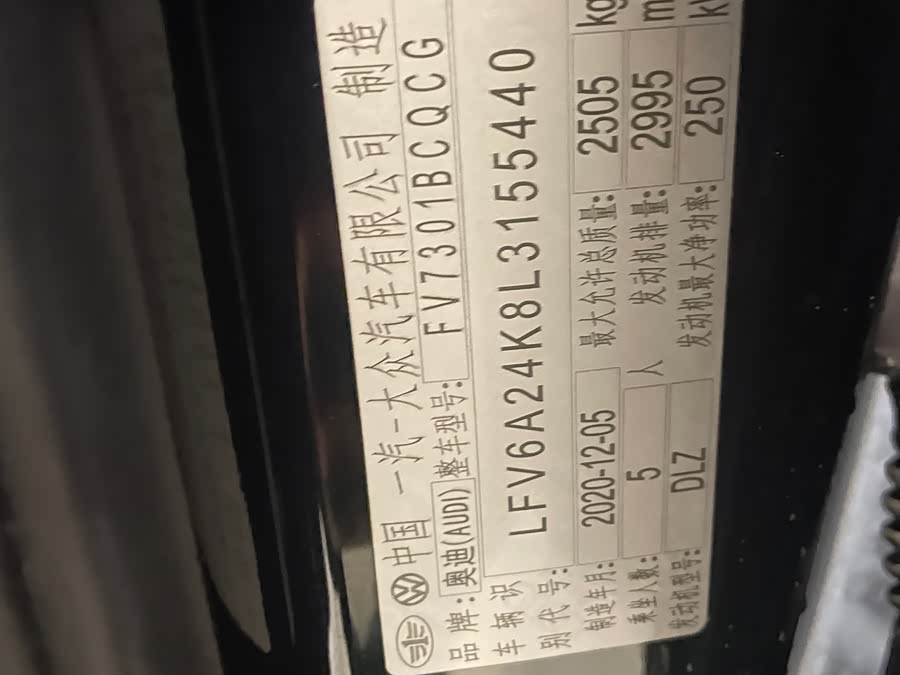 中国 一汽-大众汽车有限公司 制造
品牌:奥迪(AUDI) 整车型号: FV7301BCQCG
车辆识别代号: LFV6A24K8L3155440
制造年月: 2020-12-05 最大允许总质量: 2505 kg
乘坐人数: 5 人 发动机排量: 2995
发动机型号: DLZ 发动机最大净功率: 250